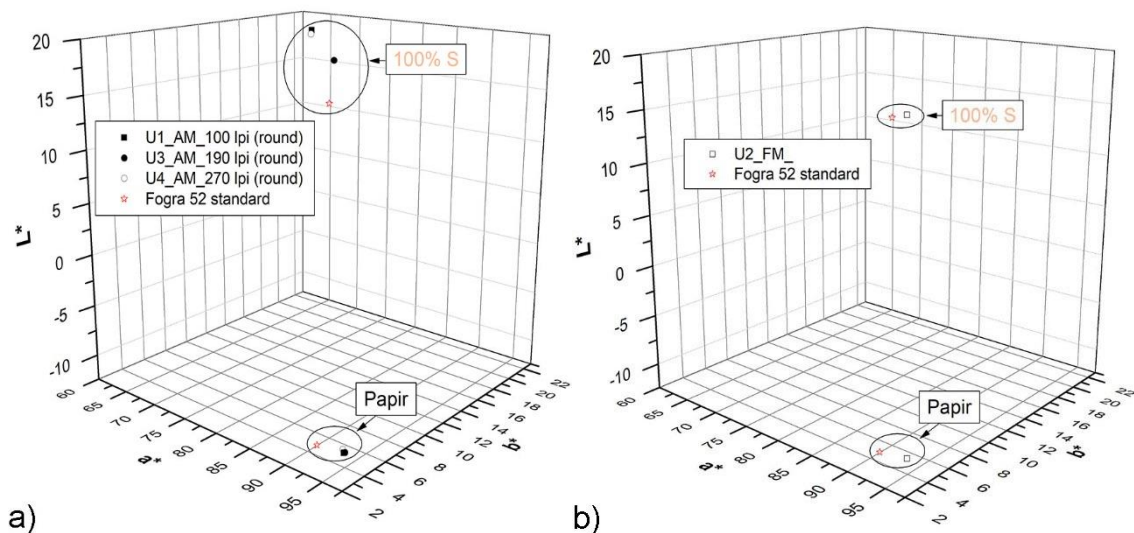 20
15
10
5
0
-5
-10
L*
60
65
70
75
80
85
90
95
a*
2
4
6
8
10
12
14
16
18
20
22
b*
100% S
U1_AM_100 lpi (round)
U3_AM_190 lpi (round)
U4_AM_270 lpi (round)
Fogra 52 standard
Papir
a)
20
15
10
5
0
-5
-10
L*
60
65
70
75
80
85
90
95
a*
2
4
6
8
10
12
14
16
18
20
22
b*
100% S
U2_FM_
Fogra 52 standard
Papir
b)